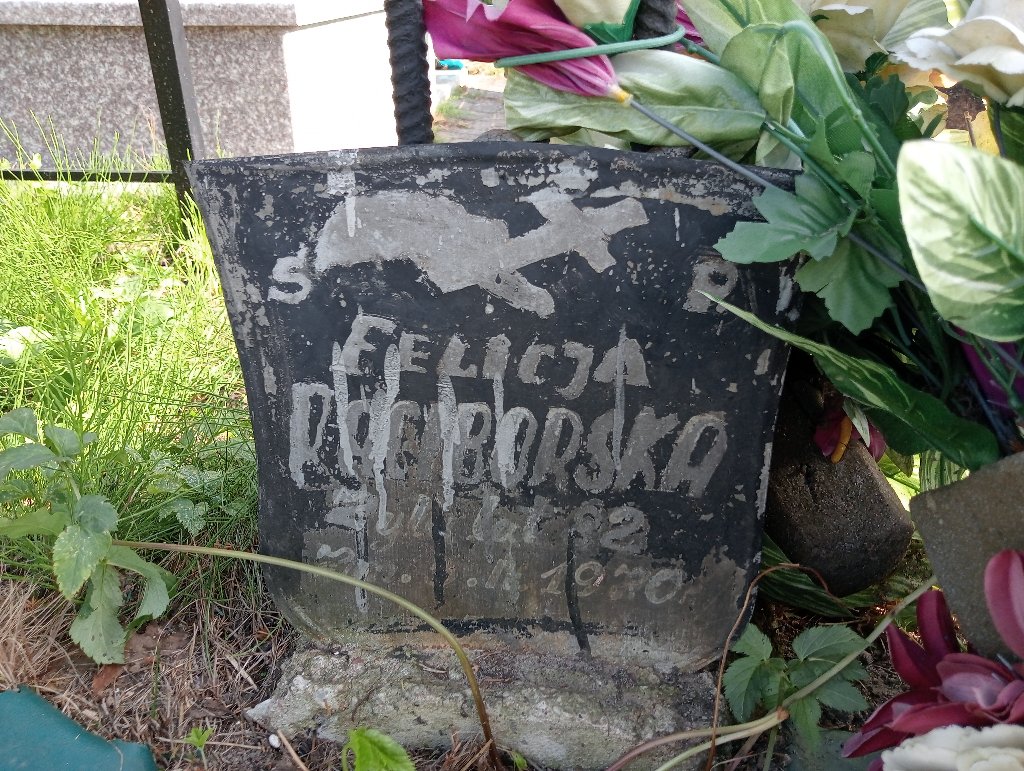 S P
FELICJA
RACIBORSKA
lat 82
1970